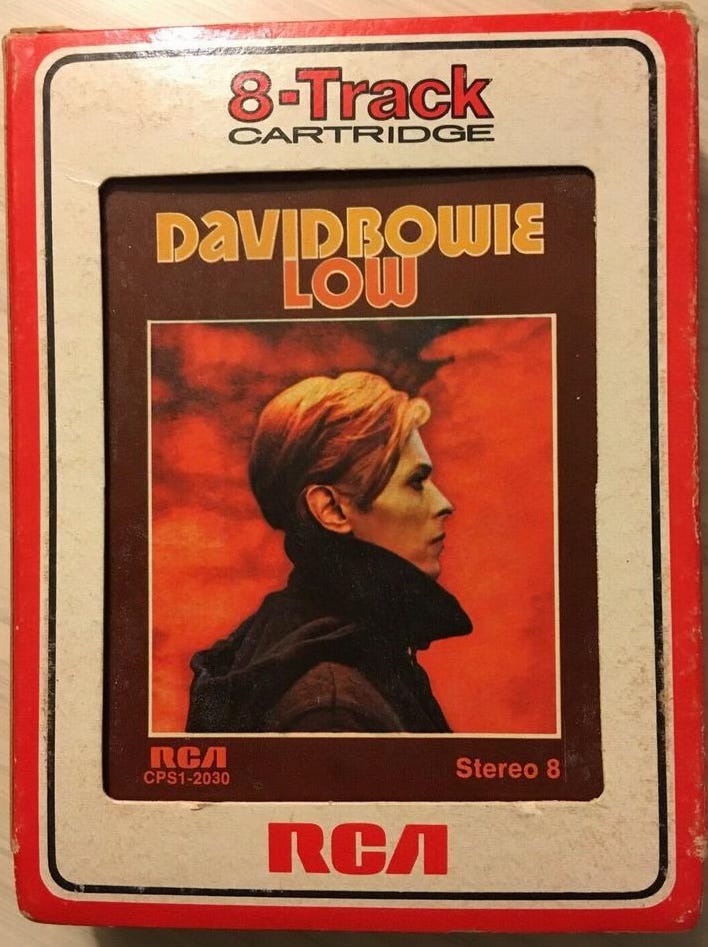 8-Track
CARTRIDGE
DAVIDBOWIE
LOW
RCA
CPS1-2030
Stereo 8
RCA